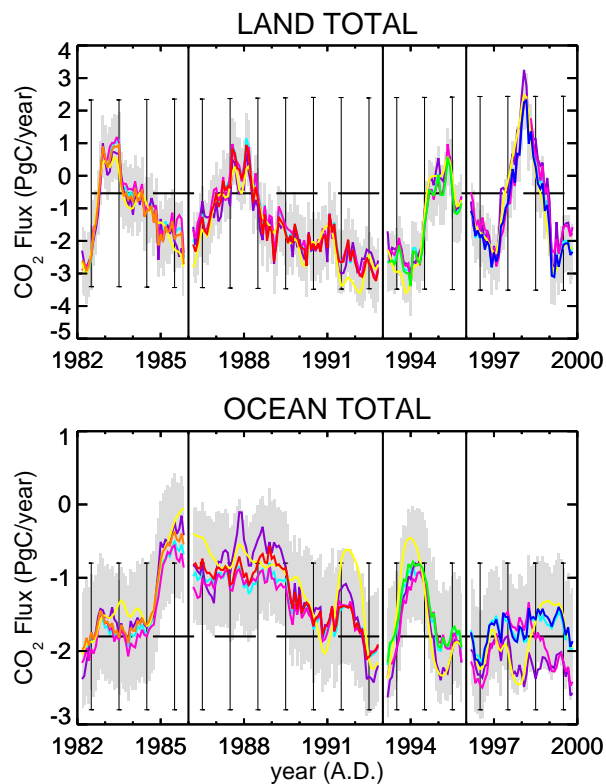 LAND TOTAL
CO2 Flux (PgC/year)
4
3
2
1
0
-1
-2
-3
-4
-5
1982 1985 1988 1991 1994 1997 2000
OCEAN TOTAL
CO2 Flux (PgC/year)
1
0
-1
-2
-3
1982 1985 1988 1991 1994 1997 2000
year (A.D.)